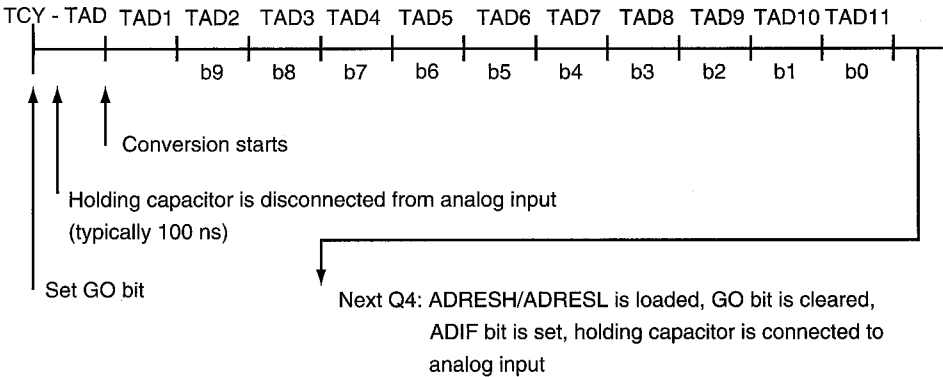 TCY - TAD TAD1 TAD2 TAD3 TAD4 TAD5 TAD6 TAD7 TAD8 TAD9 TAD10 TAD11
b9 b8 b7 b6 b5 b4 b3 b2 b1 b0
Conversion starts
Holding capacitor is disconnected from analog input
(typically 100 ns)
Set GO bit
Next Q4: ADRESH/ADRESL is loaded, GO bit is cleared,
ADIF bit is set, holding capacitor is connected to
analog input